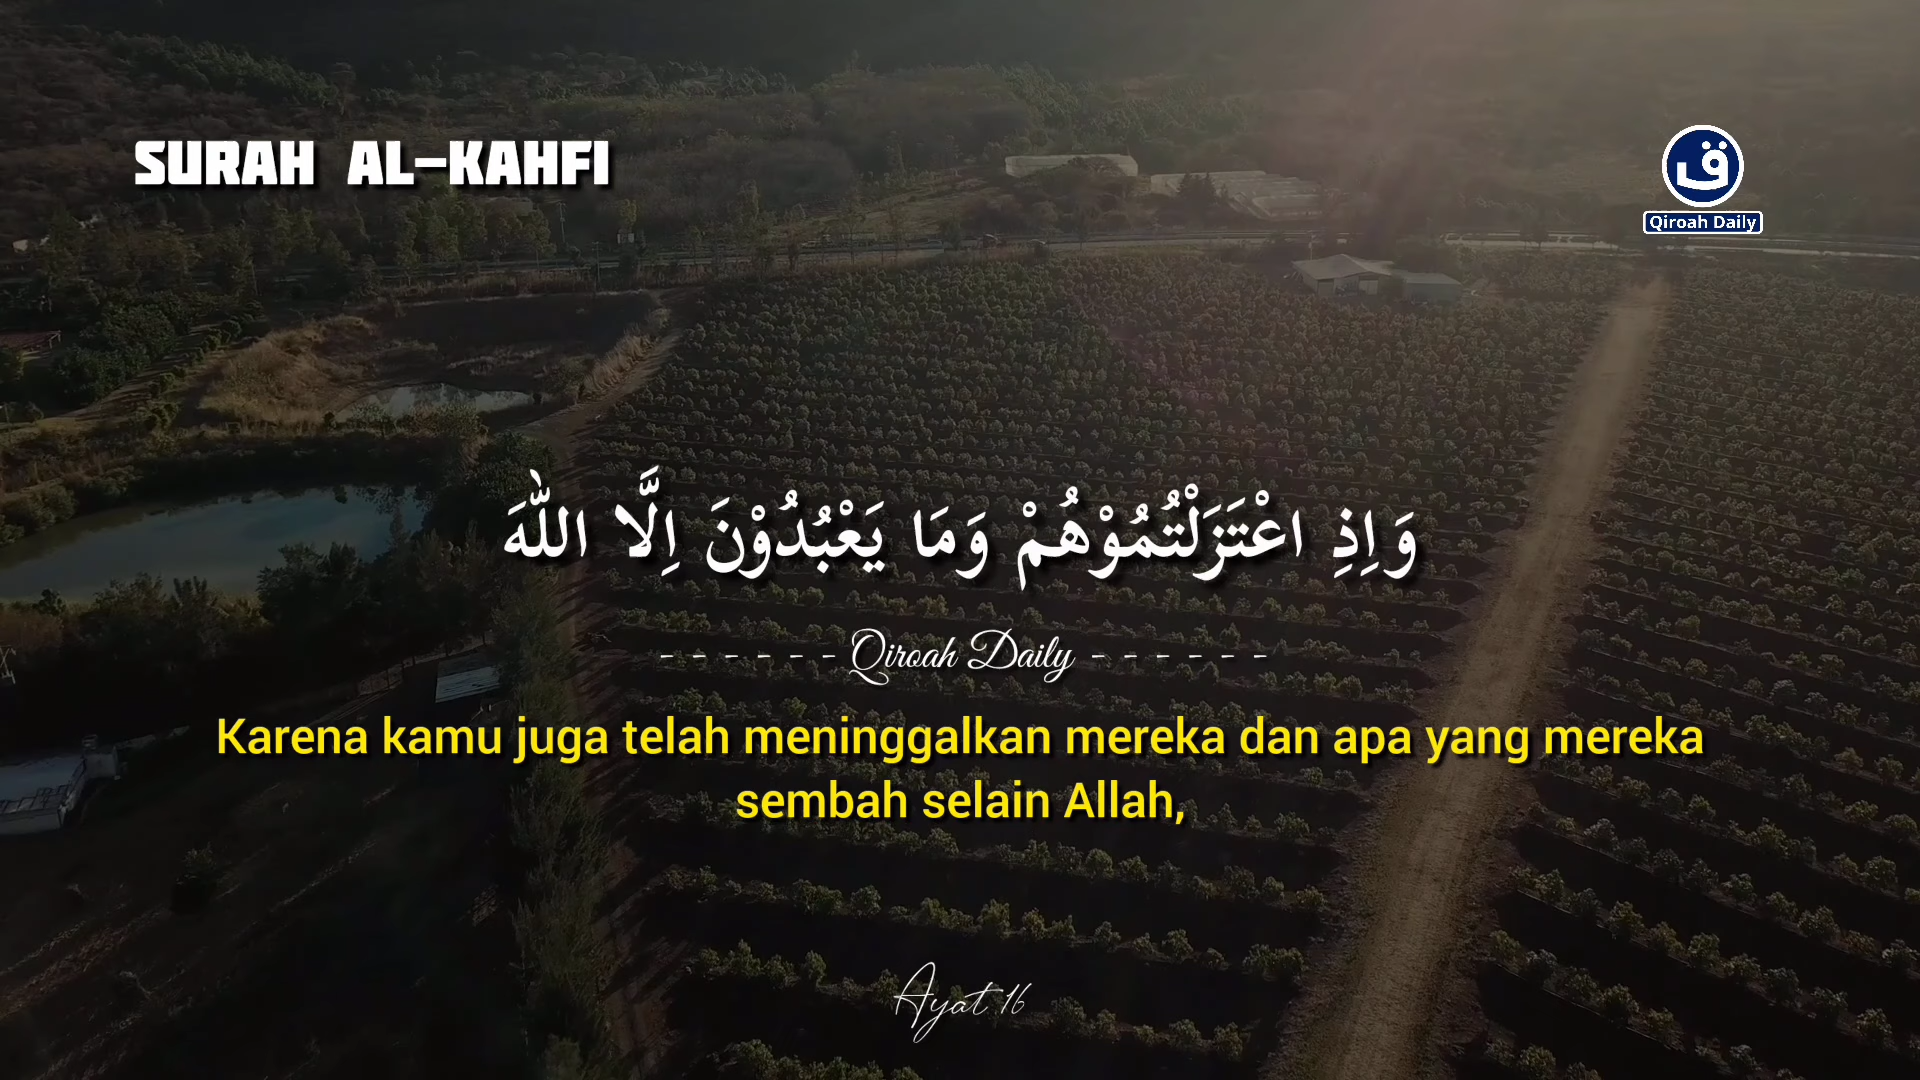 SURAH AL-KAHFI
ق
Qiroah Daily
وَاِذِ اعْتَزَلْتُمُوْهُمْ وَمَا يَعْبُدُوْنَ اِلَّا اللّٰهَ
------Qiroah Daily------
Karena kamu juga telah meninggalkan mereka dan apa yang mereka
sembah selain Allah,
Ayat 16